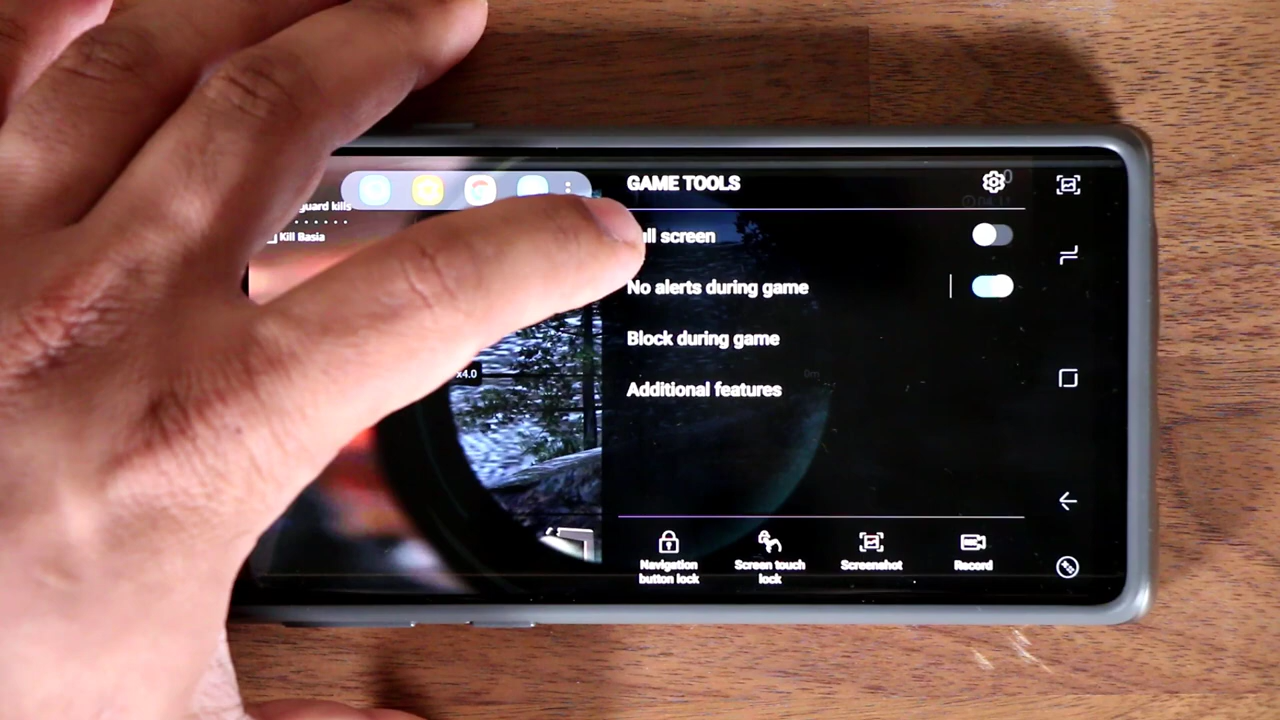 GAME TOOLS
guard kills
Kill Basia
ull screen
No alerts during game
Block during game
x4.0
0m
Additional features
Navigation
button lock
Screen touch
lock
Screenshot
Record